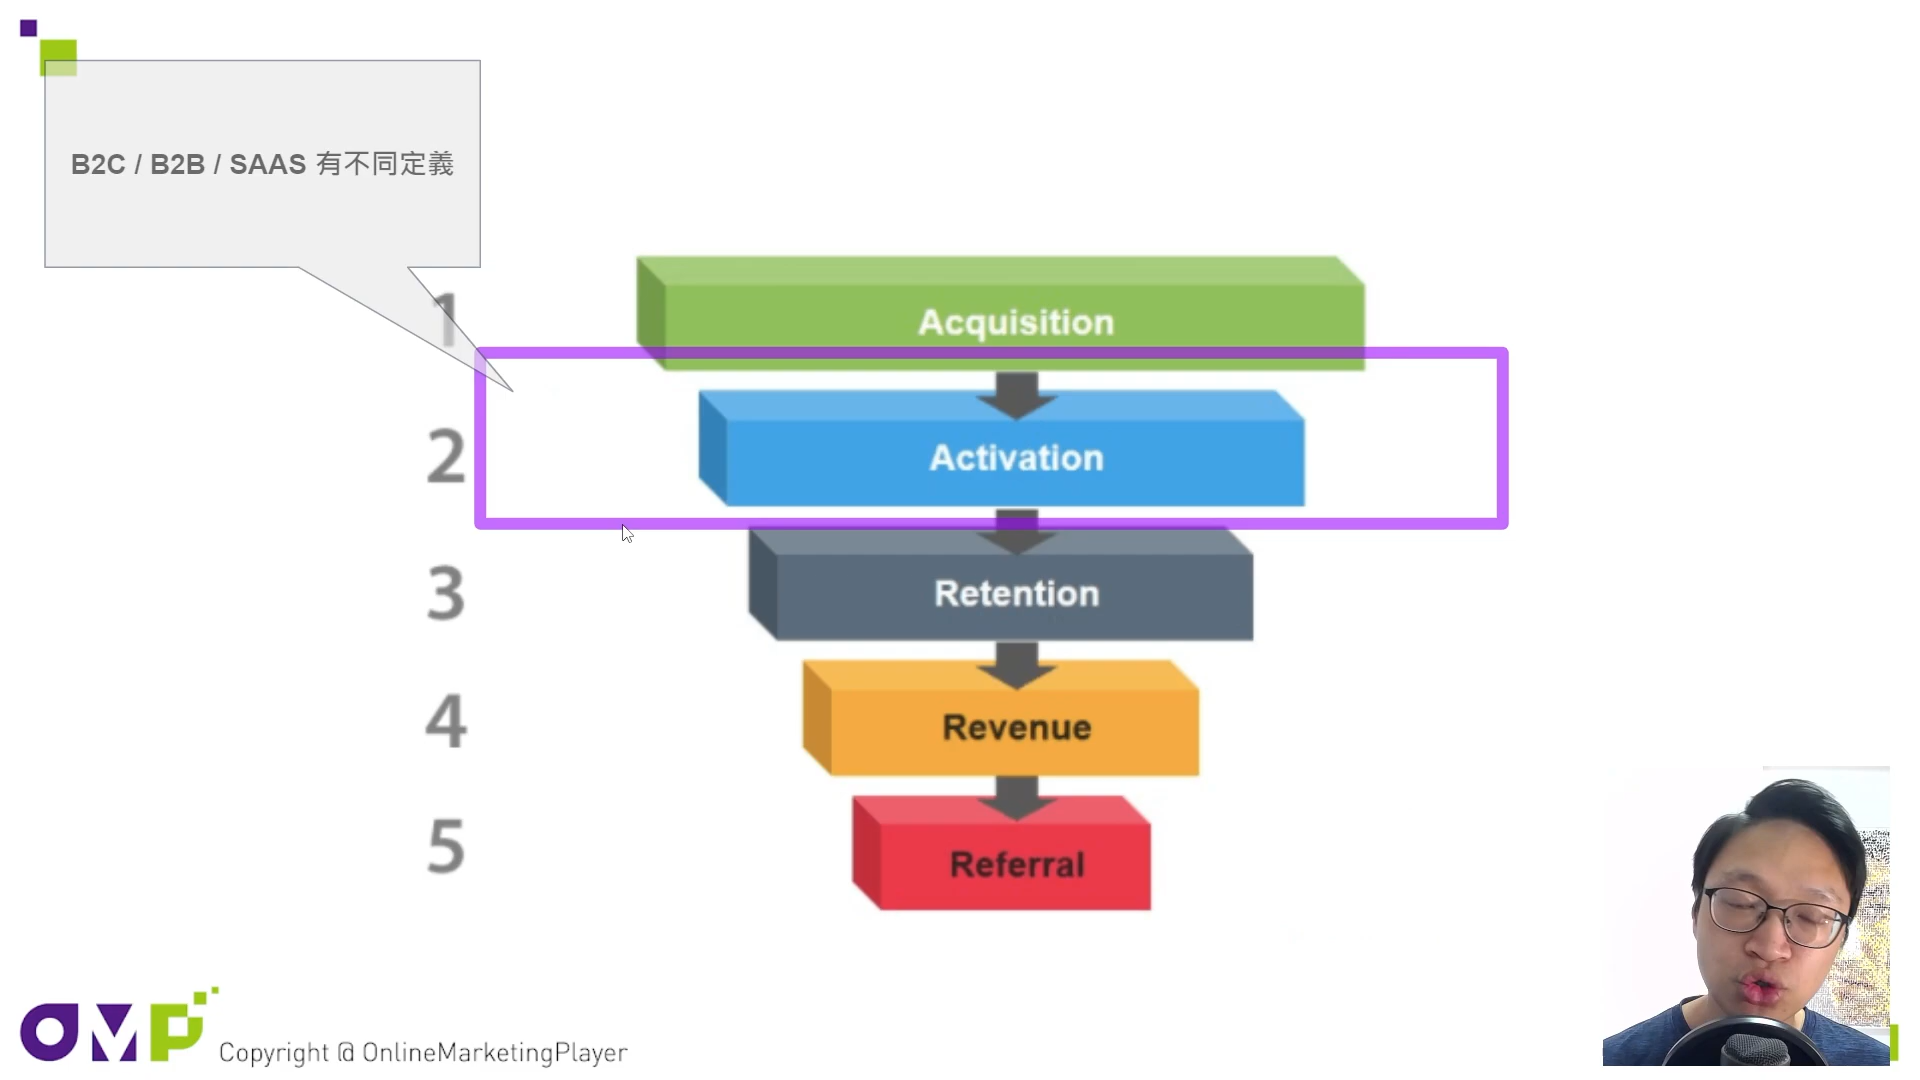 B2C / B2B / SAAS 有不同定義
1
Acquisition
2
Activation
3
Retention
4
Revenue
5
Referral
OMP
Copyright @ OnlineMarketingPlayer